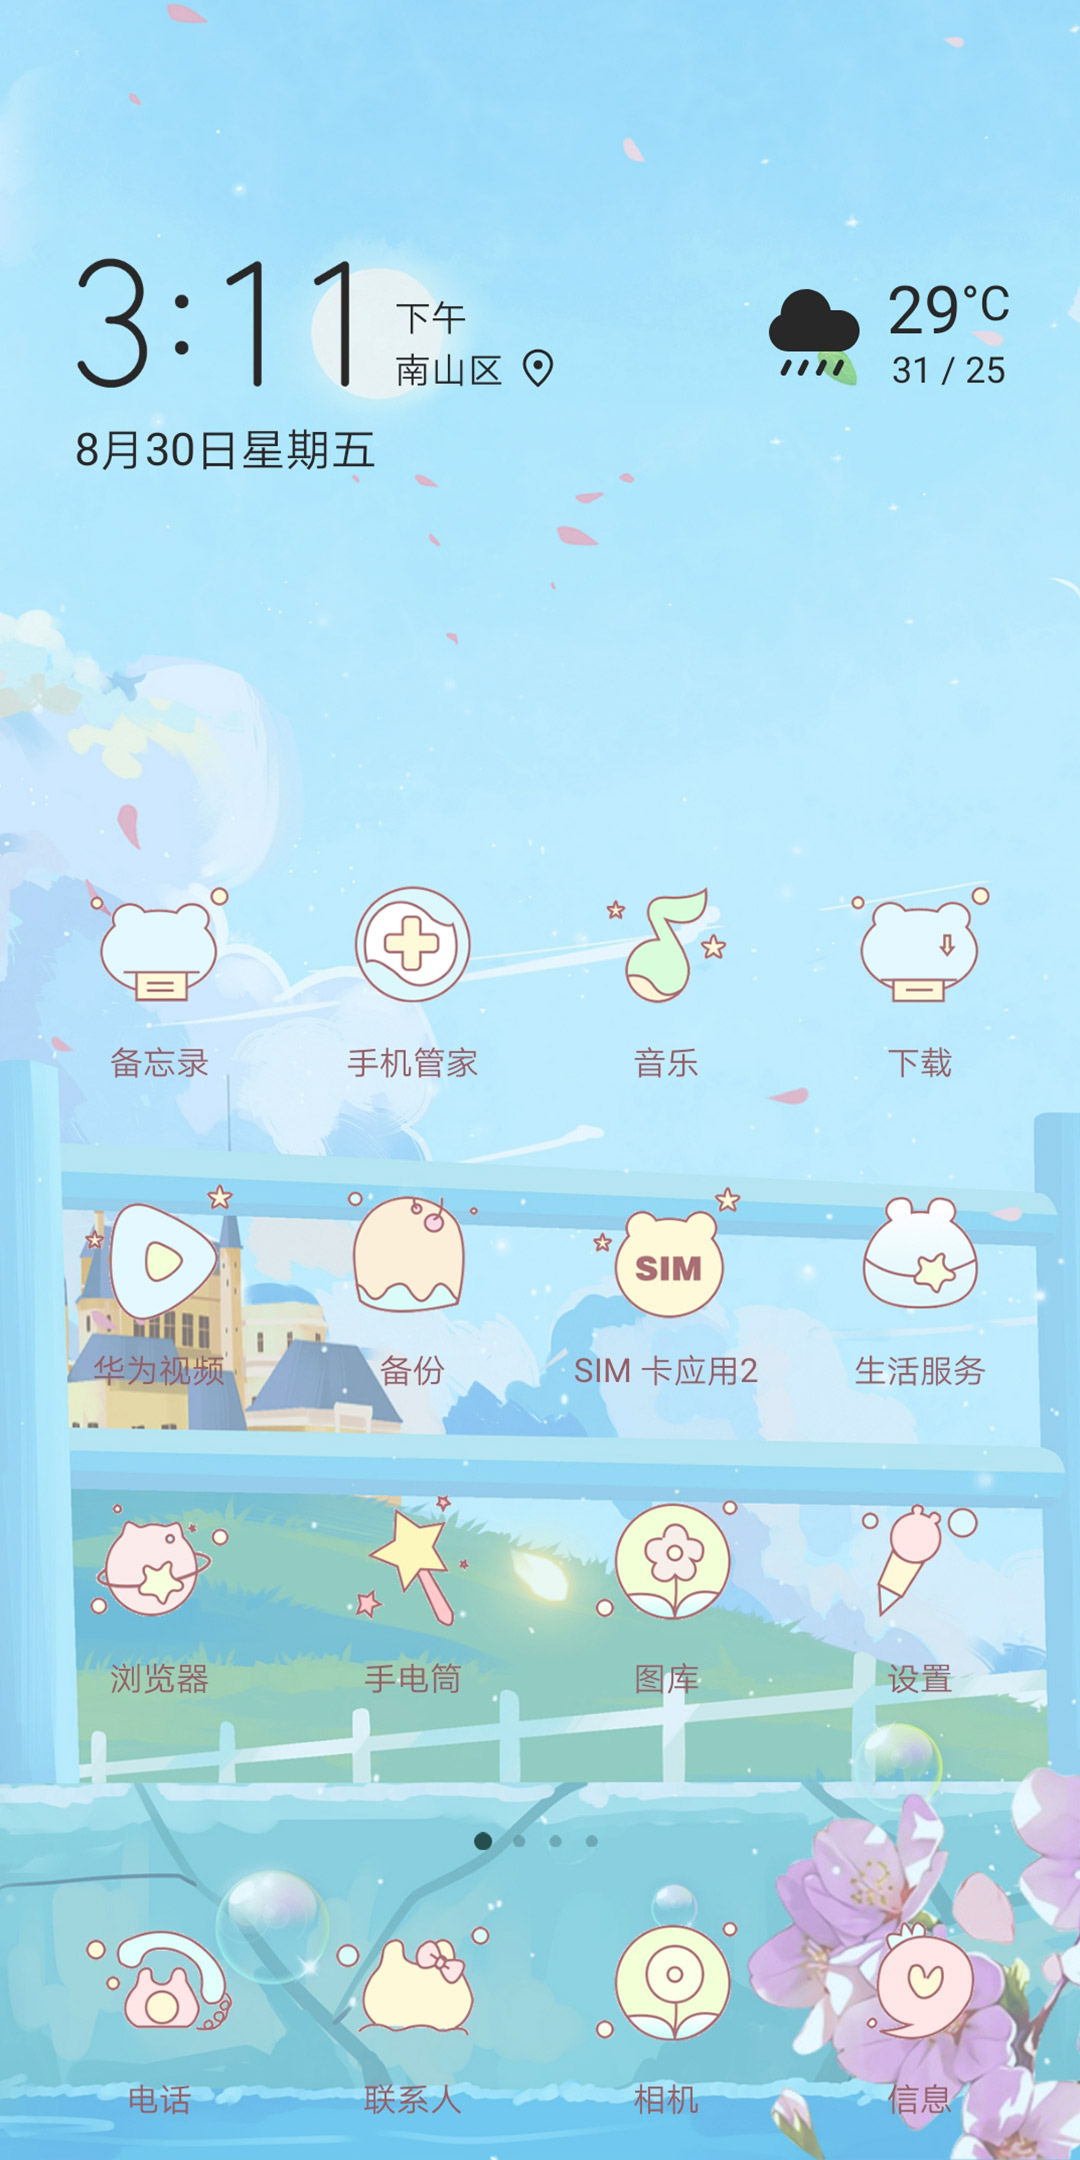 3:11
下午
南山区
8月30日星期五
29°C
31 / 25
备忘录
手机管家
音乐
下载
华为视频
备份
SIM
SIM 卡应用2
生活服务
浏览器
手电筒
图库
设置
电话
联系人
相机
信息